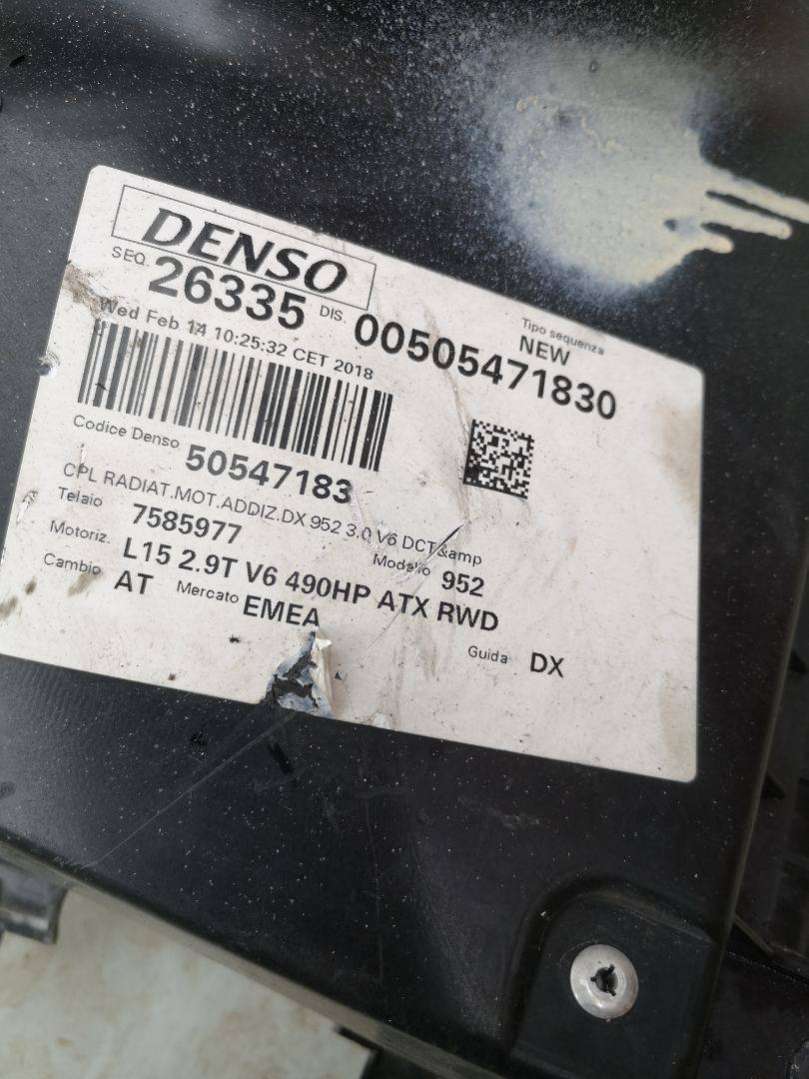 DENSO
SEQ. 26335 DIS. 00505471830
Tipo sequenza
NEW
Wed Feb 14 10:25:32 CET 2018
Codice Denso 50547183
CPL RADIAT.MOT.ADDIZ.DX 952 3.0 V6 DCT&amp
Telaio 7585977 Modello 952
Motoriz. L15 2.9T V6 490HP ATX RWD
Cambio AT Mercato EMEA Guida DX